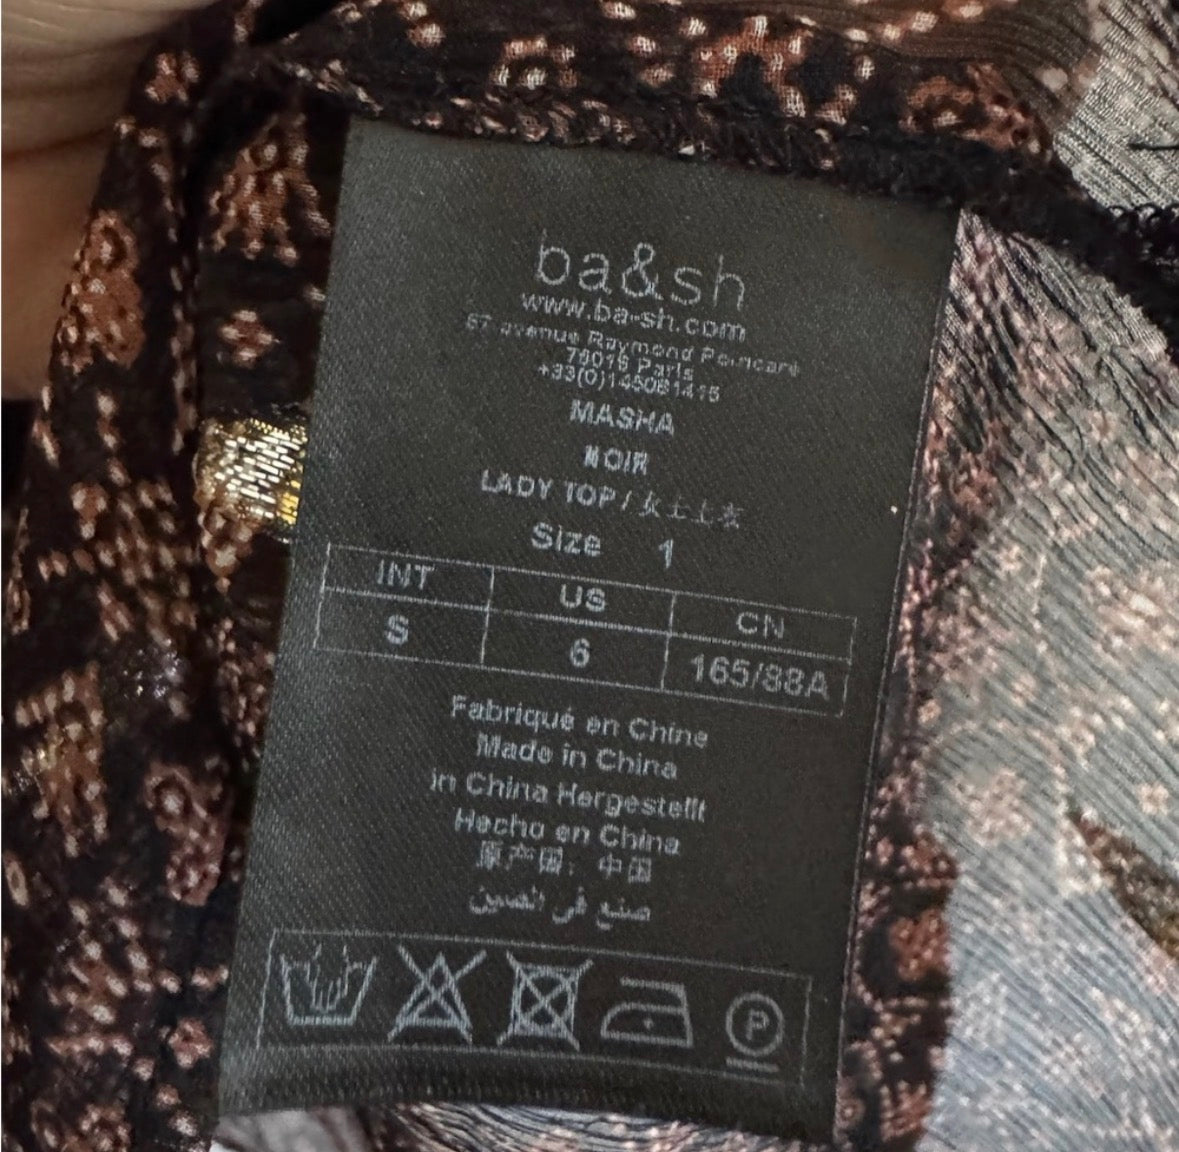 ba&sh
www.ba-sh.com
67 avenue Raymond Poincaré
75016 Paris
+33(0)145081415
MASHA
NOIR
LADY TOP / 女士上衣
Size 1
INT US CN
S 6 165/88A
Fabriqué en Chine
Made in China
in China Hergestellt
Hecho en China
原产国：中国
صنع في الصين
P